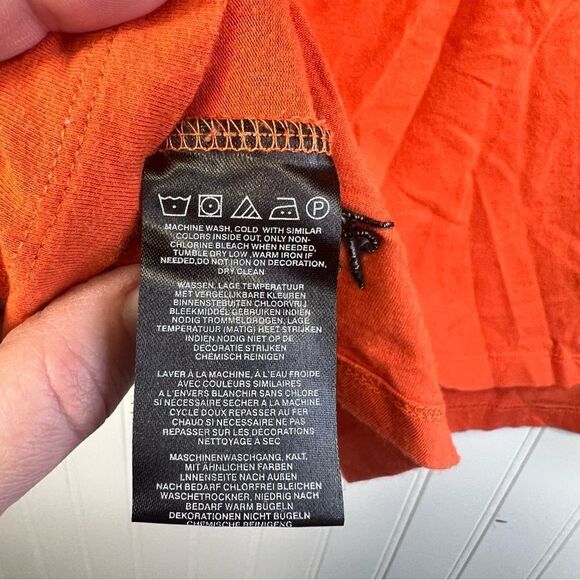 P
MACHINE WASH, COLD WITH SIMILAR
COLORS INSIDE OUT, ONLY NON-
CHLORINE BLEACH WHEN NEEDED,
TUMBLE DRY LOW, WARM IRON IF
NEEDED,DO NOT IRON ON DECORATION,
DRY CLEAN
WASSEN, LAGE TEMPERATUUR
MET VERGELIJKBARE KLEUREN
BINNENSTEBUITEN CHLOORVRIJ
BLEEKMIDDEL GEBRUIKEN INDIEN
NODIG TROMMELDROGEN, LAGE
TEMPERATUUR (MATIG) HEET STRIJKEN
INDIEN NODIG NIET OP DE
DECORATIE STRIJKEN
CHEMISCH REINIGEN
LAVER À LA MACHINE, À L'EAU FROIDE
AVEC COULEURS SIMILAIRES
A L'ENVERS BLANCHIR SANS CHLORE
SI NÉCESSAIRE SÉCHER A LA MACHINE.
CYCLE DOUX REPASSER AU FER
CHAUD SI NÉCESSAIRE NE PAS
REPASSER SUR LES DÉCORATIONS
NETTOYAGE A SEC
MASCHINENWASCHGANG, KALT.
MIT ÄHNLICHEN FARBEN
LNNENSEITE NACH AUßEN
NACH BEDARF CHLORFREI BLEICHEN
WASCHETROCKNER, NIEDRIG NACH
BEDARF WARM BÜGELN
DEKORATIONEN NICHT BÜGELN
CHEMISCHE REINIGENG